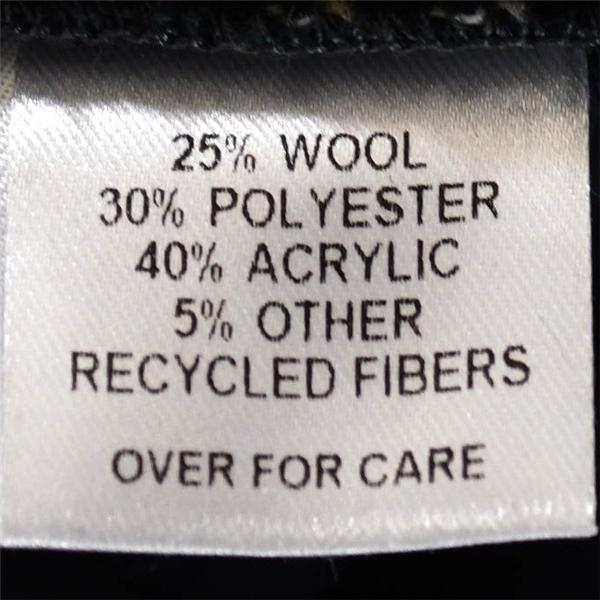 25% WOOL
30% POLYESTER
40% ACRYLIC
5% OTHER
RECYCLED FIBERS
OVER FOR CARE